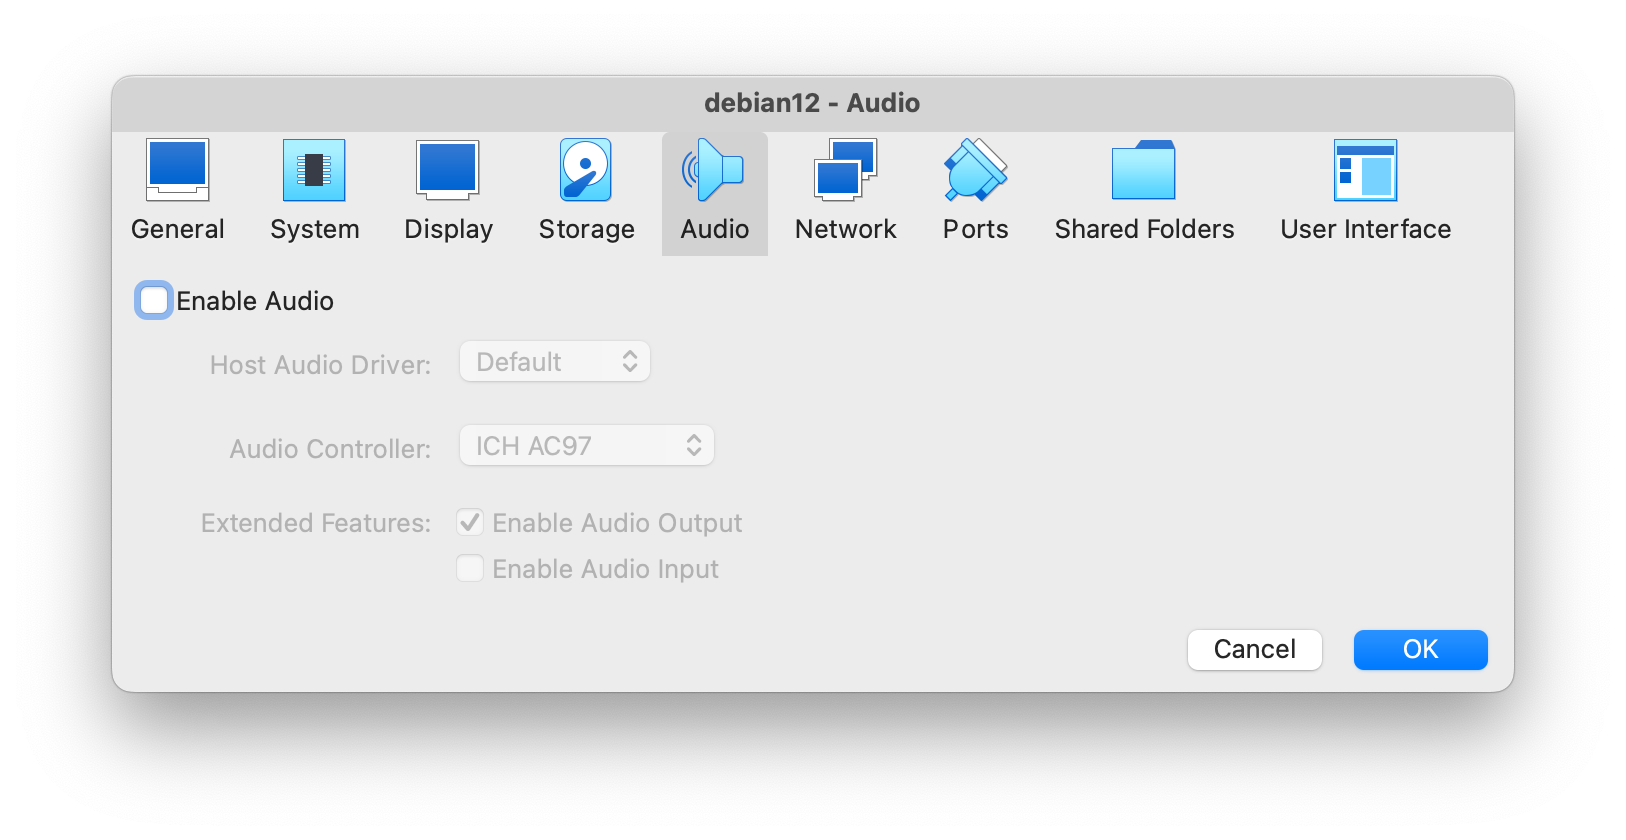 debian12 - Audio
General System Display Storage Audio Network Ports Shared Folders User Interface
Enable Audio
Host Audio Driver: Default
Audio Controller: ICH AC97
Extended Features: Enable Audio Output
Enable Audio Input
Cancel OK